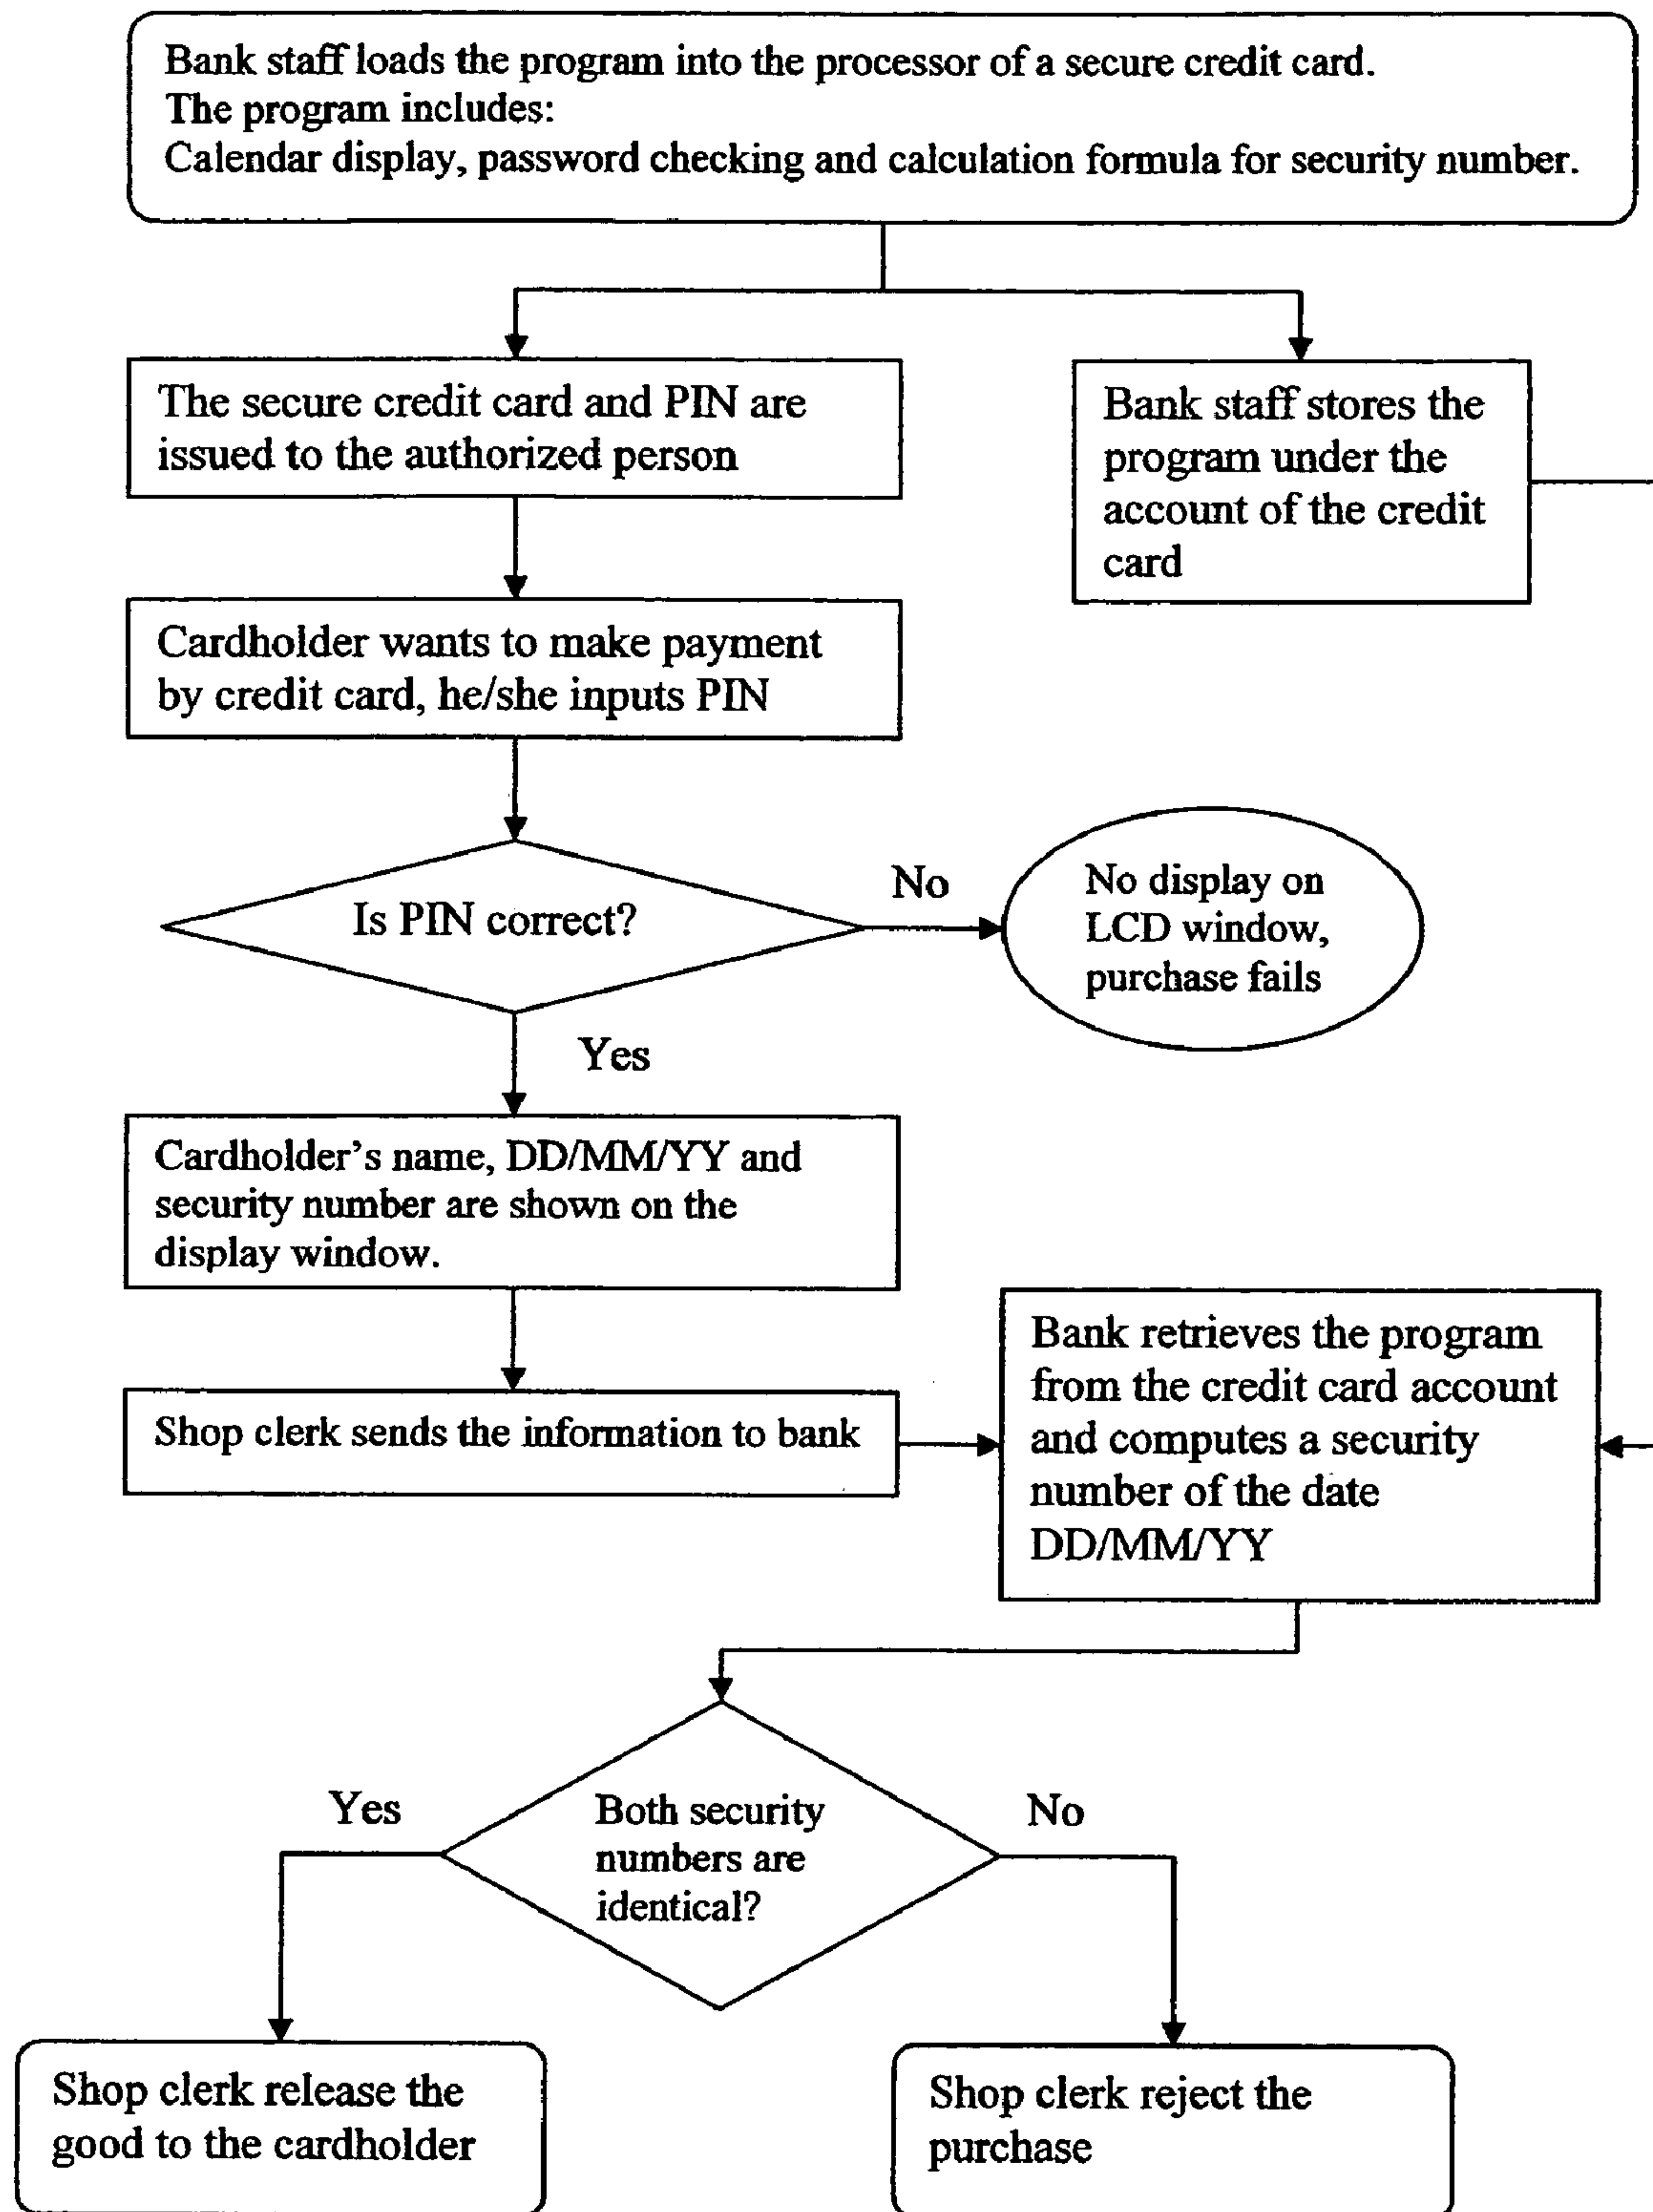 Bank staff loads the program into the processor of a secure credit card.
The program includes:
Calendar display, password checking and calculation formula for security number.
The secure credit card and PIN are
issued to the authorized person
Bank staff stores the
program under the
account of the credit
card
Cardholder wants to make payment
by credit card, he/she inputs PIN
Is PIN correct?
No
No display on
LCD window,
purchase fails
Yes
Cardholder's name, DD/MM/YY and
security number are shown on the
display window.
Shop clerk sends the information to bank
Bank retrieves the program
from the credit card account
and computes a security
number of the date
DD/MM/YY
Both security
numbers are
identical?
Yes
No
Shop clerk release the
good to the cardholder
Shop clerk reject the
purchase